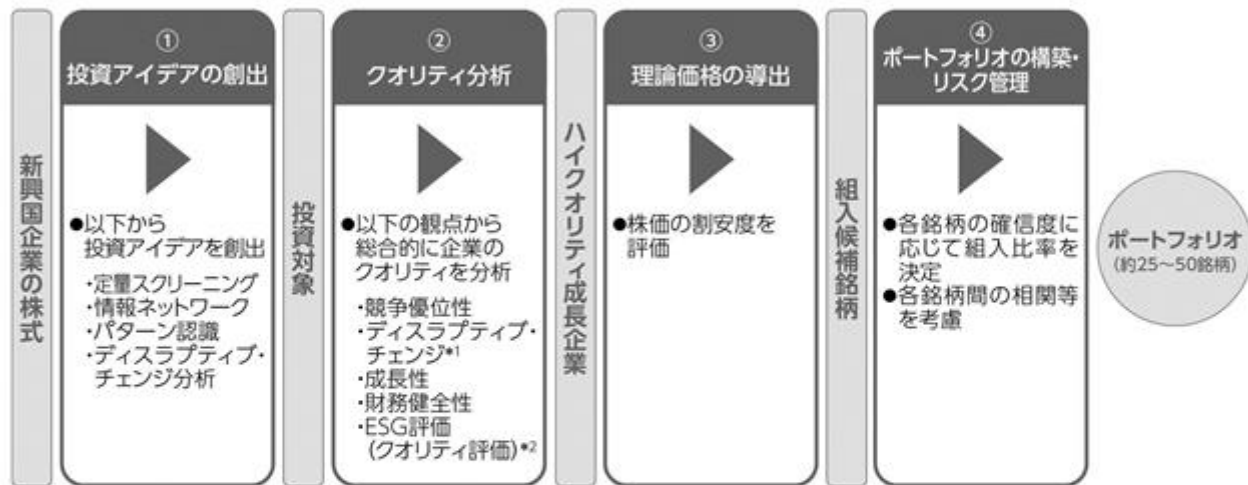 新興国企業の株式
①
投資アイデアの創出
●以下から
投資アイデアを創出
・定量スクリーニング
・情報ネットワーク
・パターン認識
・ディスラプティブ・
チェンジ分析
投資対象
②
クオリティ分析
●以下の観点から
総合的に企業の
クオリティを分析
・競争優位性
・ディスラプティブ・
チェンジ*1
・成長性
・財務健全性
・ESG評価
(クオリティ評価)*2
ハイクオリティ成長企業
③
理論価格の導出
●株価の割安度を
評価
組入候補銘柄
④
ポートフォリオの構築・
リスク管理
●各銘柄の確信度に
応じて組入比率を
決定
●各銘柄間の相関等
を考慮
ポートフォリオ
(約25~50銘柄)